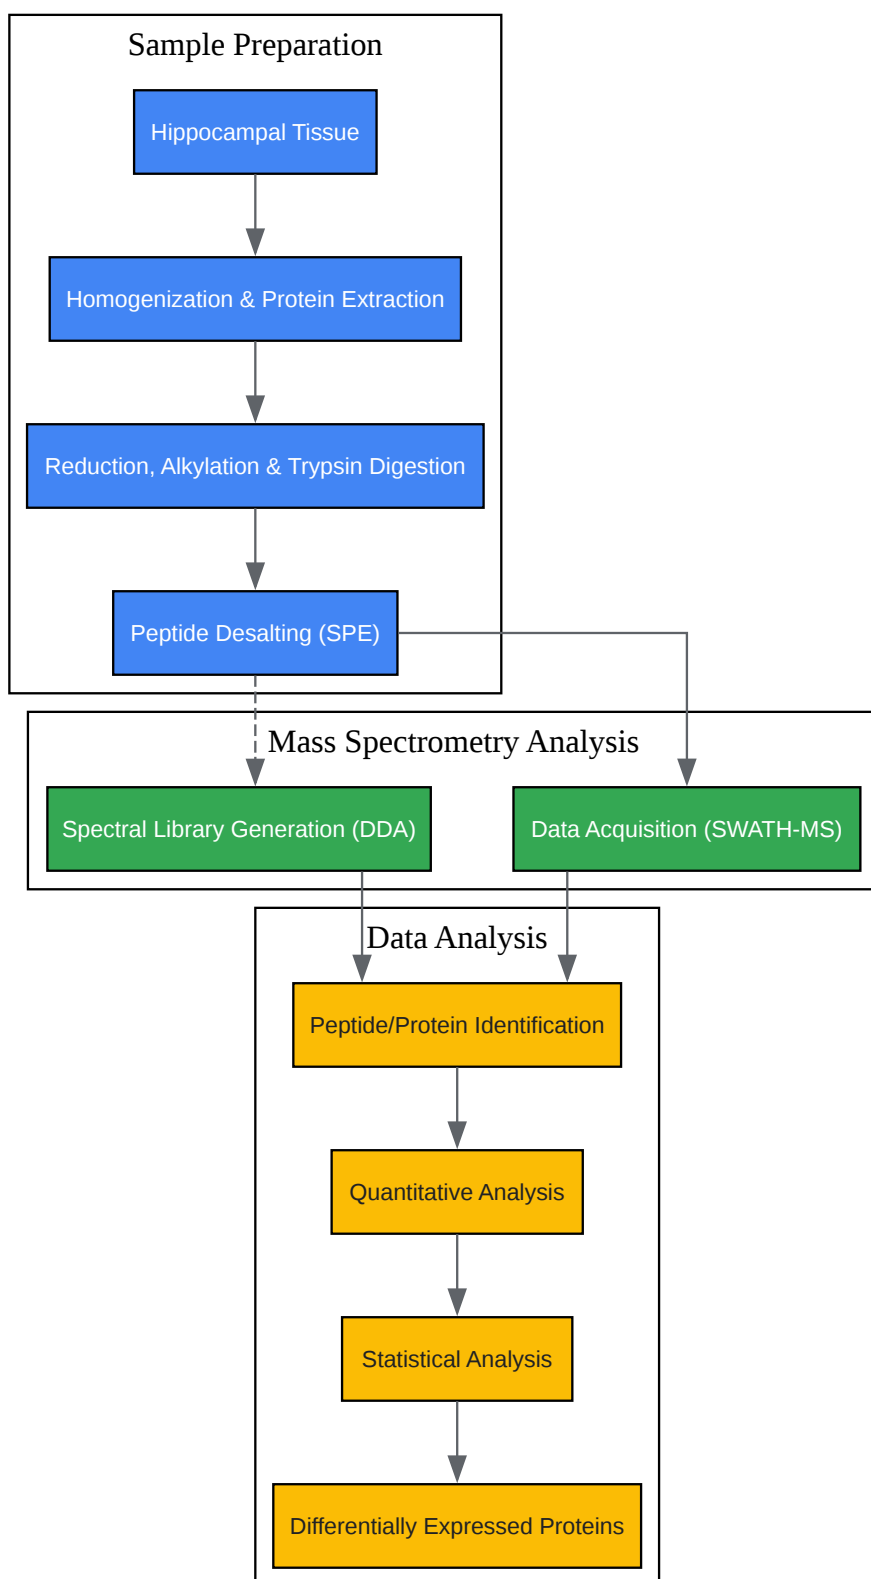 Sample Preparation
Hippocampal Tissue
Homogenization & Protein Extraction
Reduction, Alkylation & Trypsin Digestion
Peptide Desalting (SPE)
Mass Spectrometry Analysis
Spectral Library Generation (DDA)
Data Acquisition (SWATH-MS)
Data Analysis
Peptide/Protein Identification
Quantitative Analysis
Statistical Analysis
Differentially Expressed Proteins